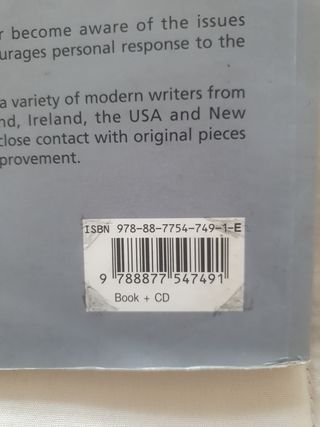 r become aware of the issues
urages personal response to the
a variety of modern writers from
nd, Ireland, the USA and New
close contact with original pieces
provement.
ISBN 978-88-7754-749-1-E
9 788877 547491
Book + CD